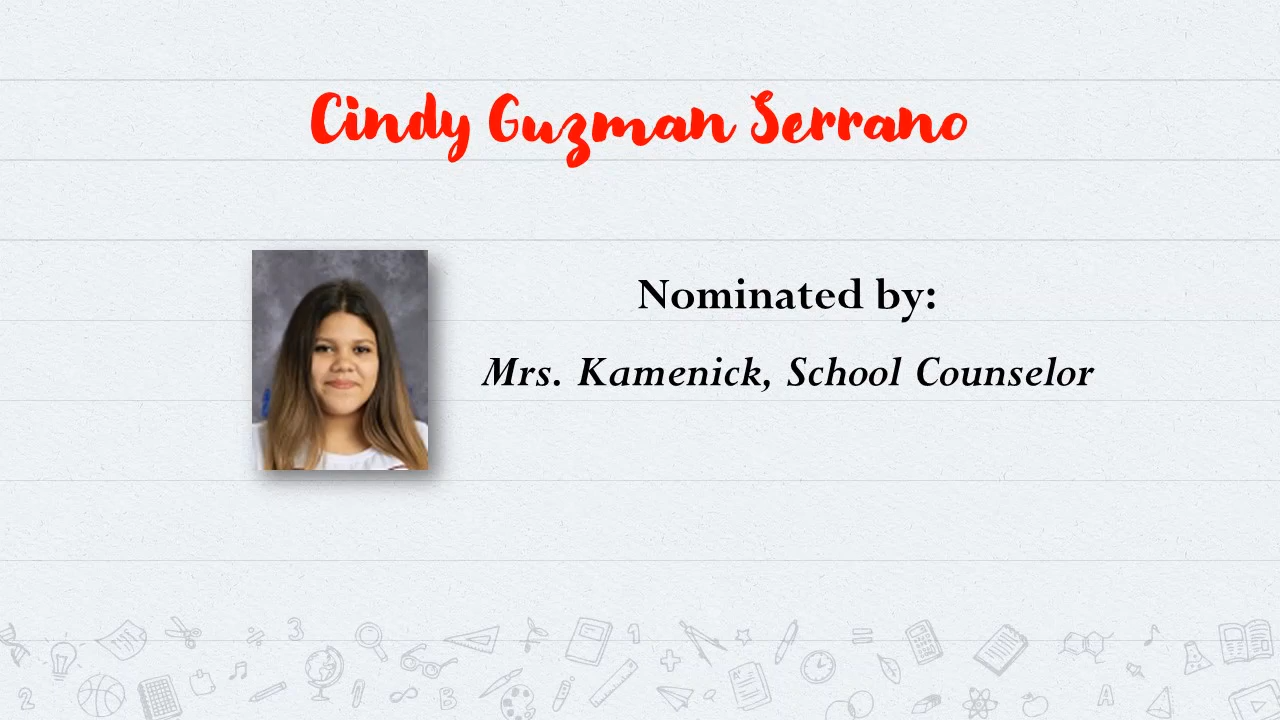 Cindy Guzman Serrano
Nominated by:
Mrs. Kamenick, School Counselor